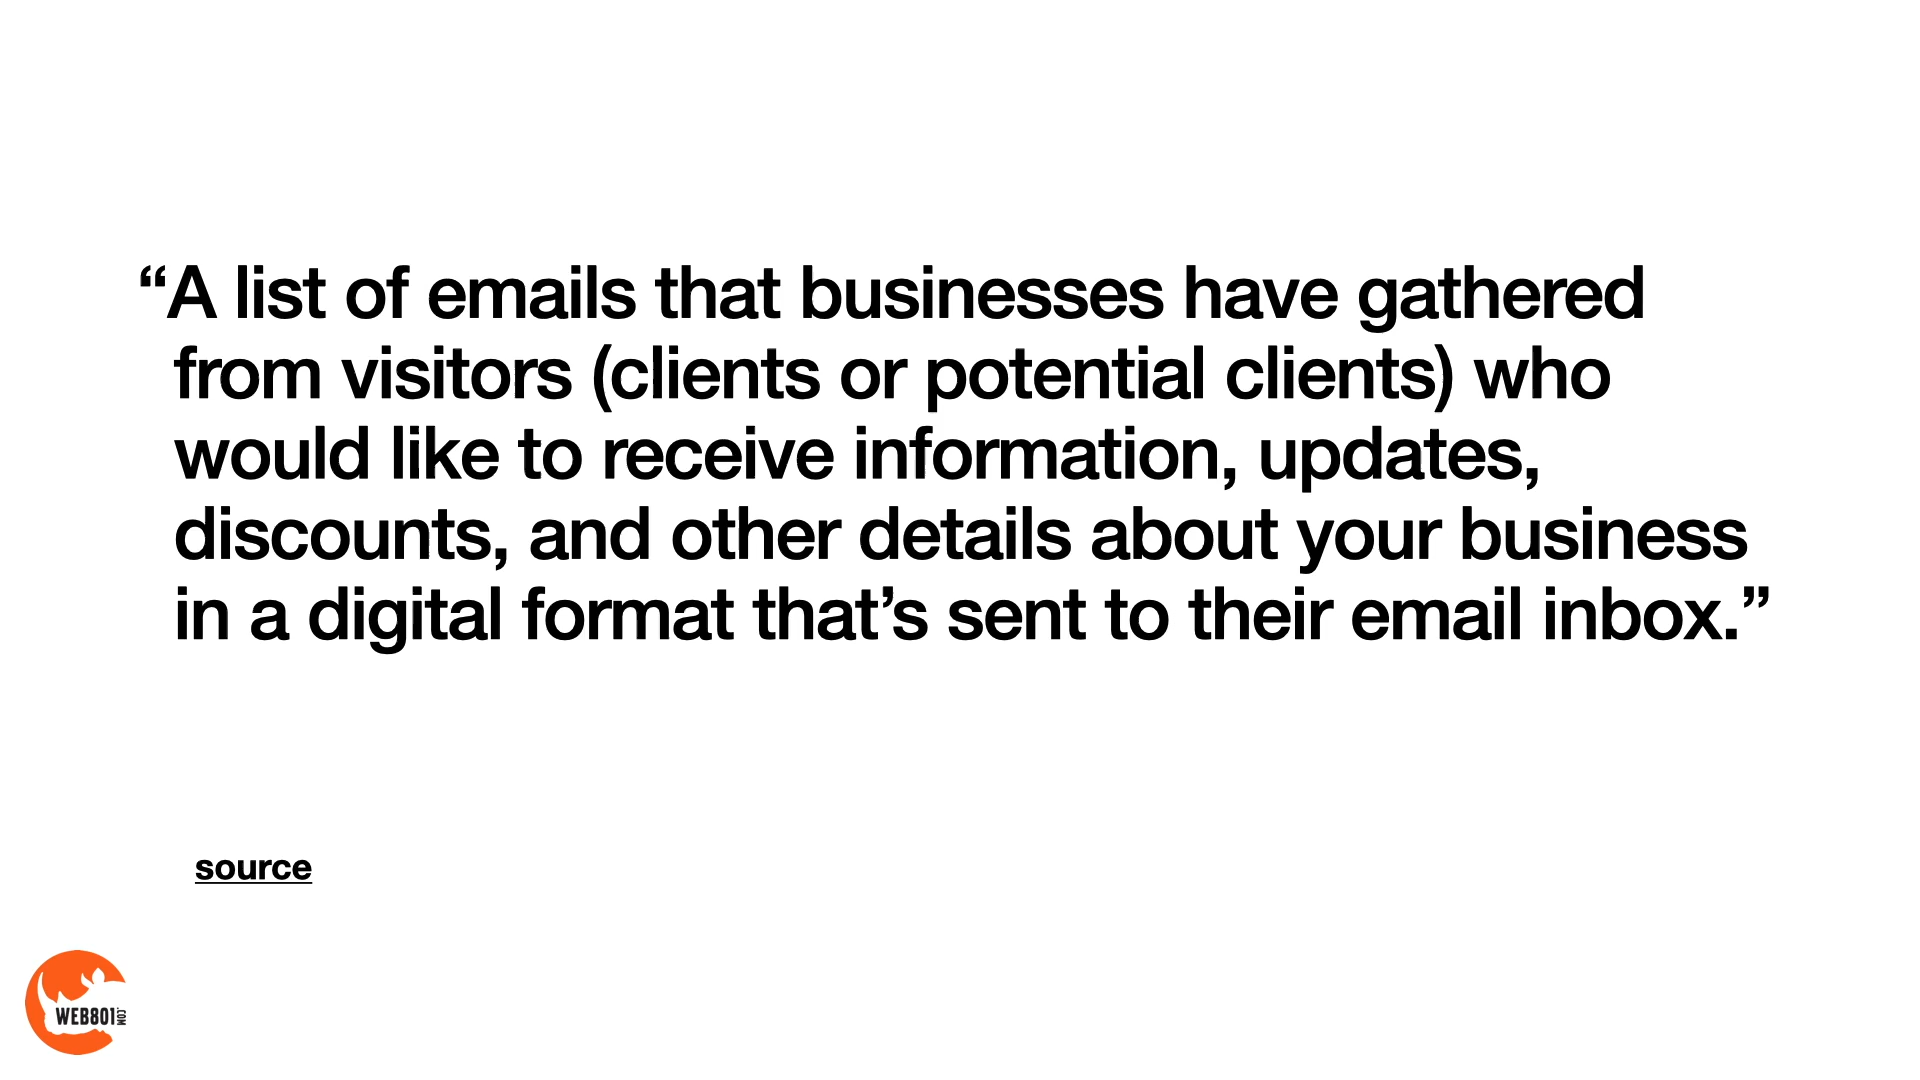 “A list of emails that businesses have gathered
from visitors (clients or potential clients) who
would like to receive information, updates,
discounts, and other details about your business
in a digital format that’s sent to their email inbox.”
source
WEB801.COM